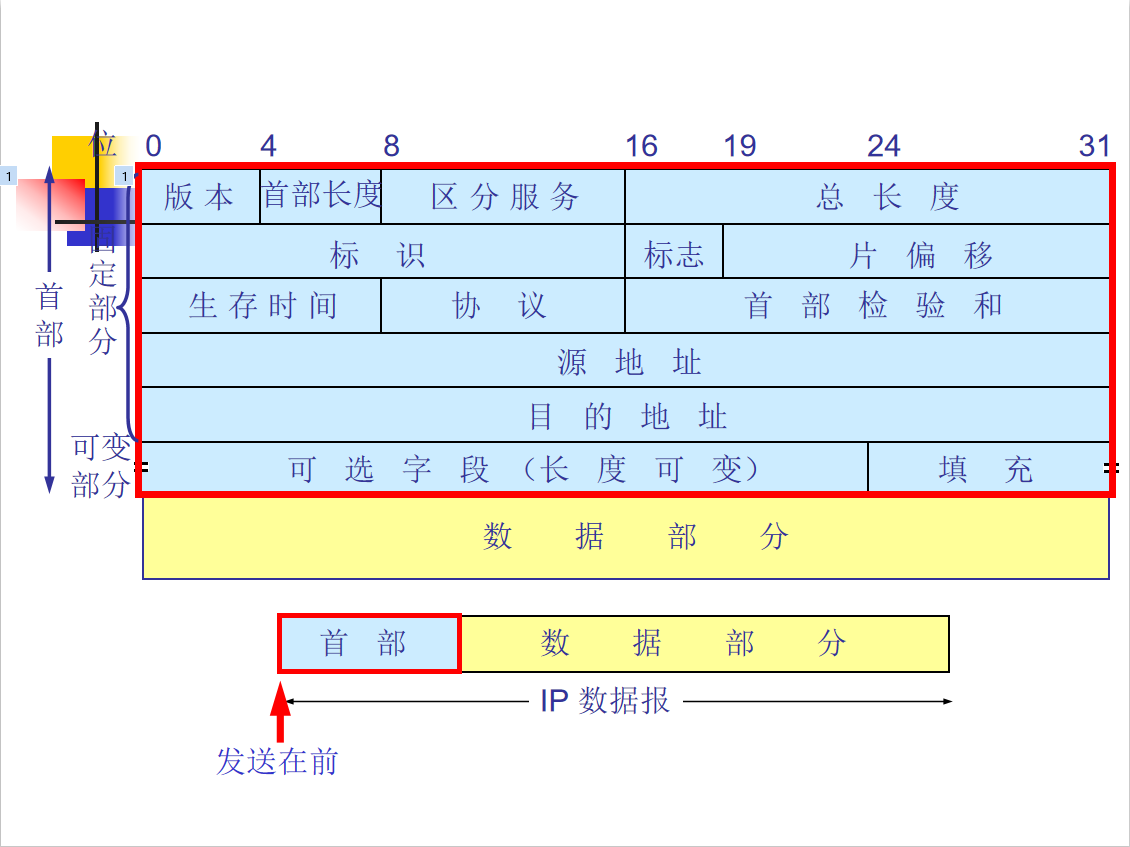 位 0 4 8 16 19 24 31
1 1
版 本 首部长度 区 分 服 务 总 长 度
标 识 标志 片 偏 移
生 存 时 间 协 议 首 部 检 验 和
源 地 址
目 的 地 址
可 选 字 段 （长 度 可 变） 填 充
首部
固定部分
可变部分
数 据 部 分
首 部 数 据 部 分
IP 数据报
发送在前